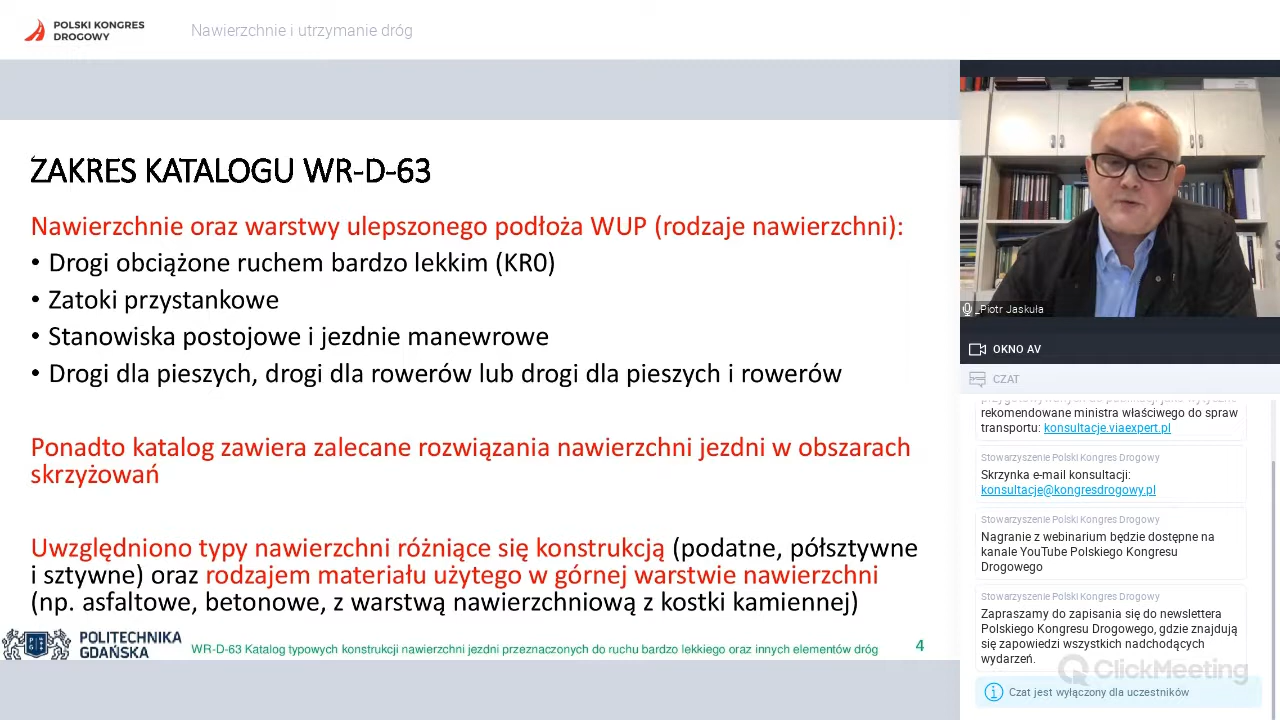 POLSKI KONGRES
DROGOWY
Nawierzchnie i utrzymanie dróg
ZAKRES KATALOGU WR-D-63
Nawierzchnie oraz warstwy ulepszonego podłoża WUP (rodzaje nawierzchni):
• Drogi obciążone ruchem bardzo lekkim (KR0)
• Zatoki przystankowe
• Stanowiska postojowe i jezdnie manewrowe
• Drogi dla pieszych, drogi dla rowerów lub drogi dla pieszych i rowerów
Ponadto katalog zawiera zalecane rozwiązania nawierzchni jezdni w obszarach
skrzyżowań
Uwzględniono typy nawierzchni różniące się konstrukcją (podatne, półsztywne
i sztywne) oraz rodzajem materiału użytego w górnej warstwie nawierzchni
(np. asfaltowe, betonowe, z warstwą nawierzchniową z kostki kamiennej)
POLITECHNIKA
GDAŃSKA
WR-D-63 Katalog typowych konstrukcji nawierzchni jezdni przeznaczonych do ruchu bardzo lekkiego oraz innych elementów dróg
4
_Piotr Jaskuła
OKNO AV
CZAT
rekomendowane ministra właściwego do spraw
transportu: konsultacje.viaexpert.pl
Stowarzyszenie Polski Kongres Drogowy
Skrzynka e-mail konsultacji:
konsultacje@kongresdrogowy.pl
Stowarzyszenie Polski Kongres Drogowy
Nagranie z webinarium będzie dostępne na
kanale YouTube Polskiego Kongresu
Drogowego
Stowarzyszenie Polski Kongres Drogowy
Zapraszamy do zapisania się do newslettera
Polskiego Kongresu Drogowego, gdzie znajdują
się zapowiedzi wszystkich nadchodzących
wydarzeń.
ClickMeeting
Czat jest wyłączony dla uczestników